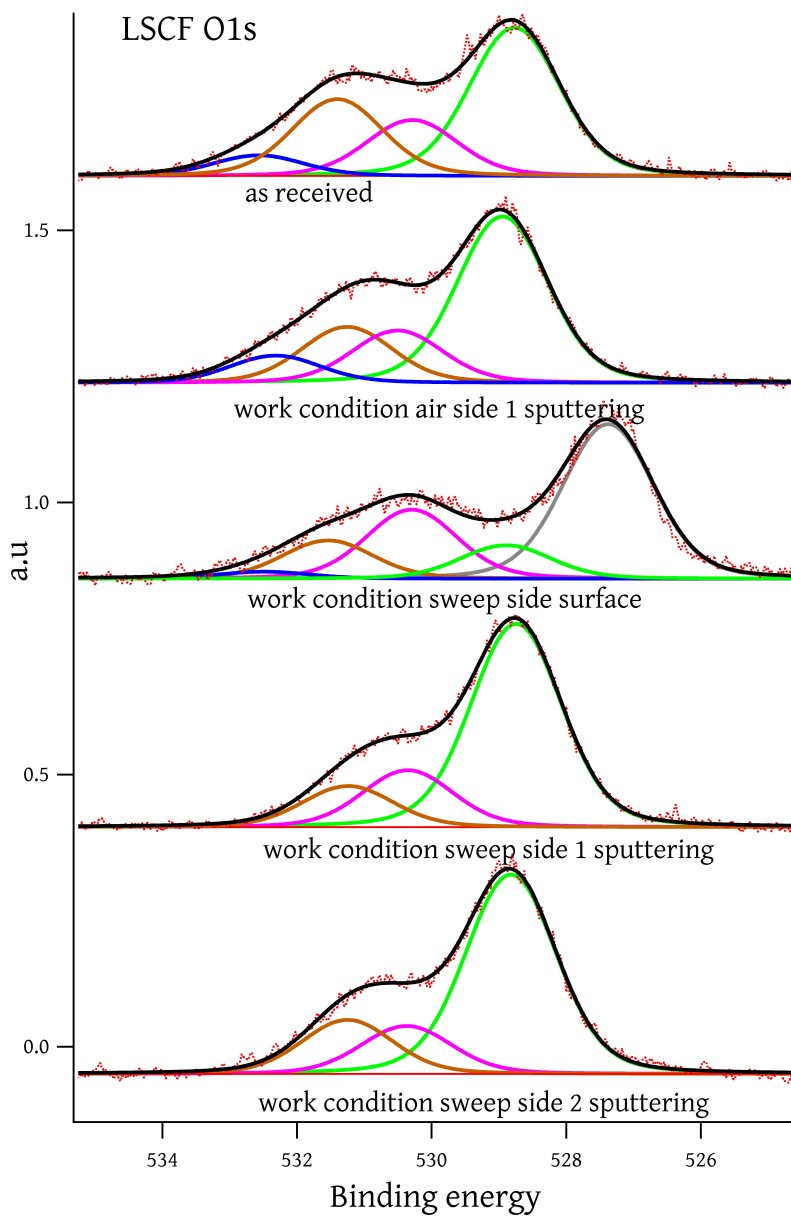 LSCF O1s
as received
1.5
work condition air side 1 sputtering
1.0
a.u
work condition sweep side surface
0.5
work condition sweep side 1 sputtering
0.0
work condition sweep side 2 sputtering
534 532 530 528 526
Binding energy